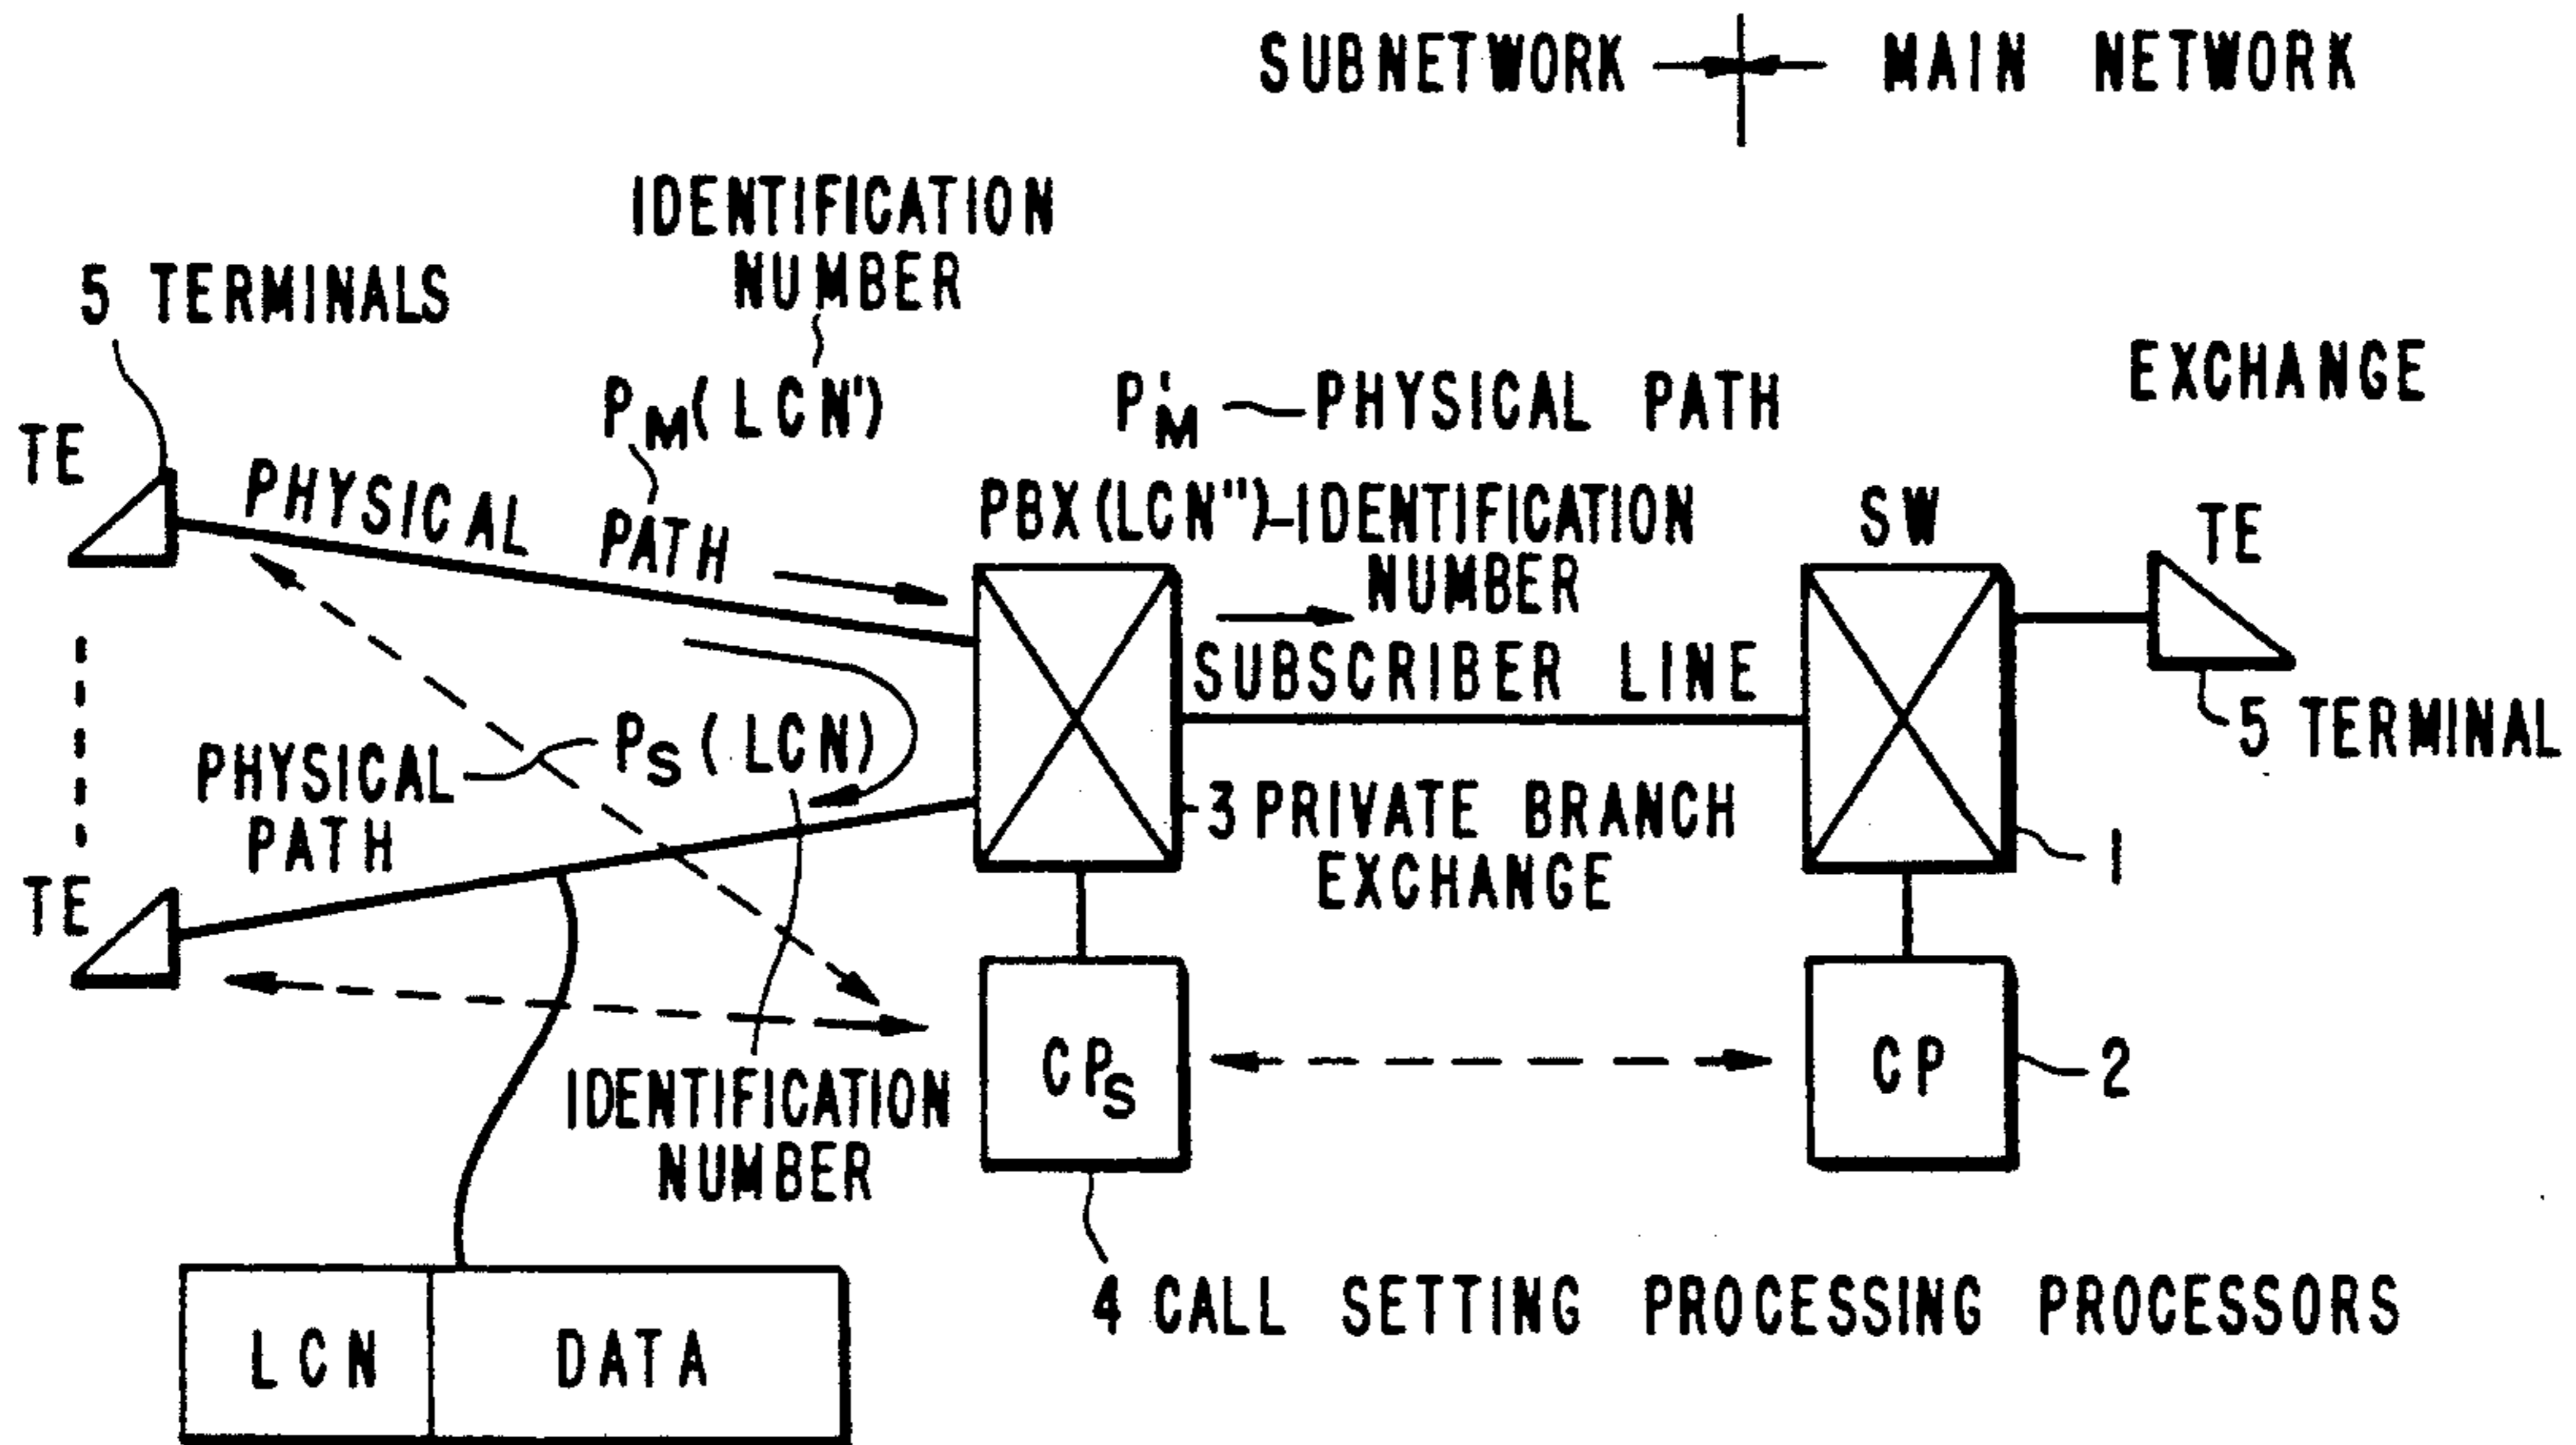 SUBNETWORK MAIN NETWORK
IDENTIFICATION
NUMBER
5 TERMINALS
EXCHANGE
PM(LCN')
P'M PHYSICAL PATH
TE
PHYSICAL PATH
PBX(LCN")-IDENTIFICATION
NUMBER
SW
TE
SUBSCRIBER LINE
5 TERMINAL
PS(LCN)
PHYSICAL
PATH
3 PRIVATE BRANCH
EXCHANGE
1
TE
CPS
CP
2
IDENTIFICATION
NUMBER
4 CALL SETTING PROCESSING PROCESSORS
LCN DATA